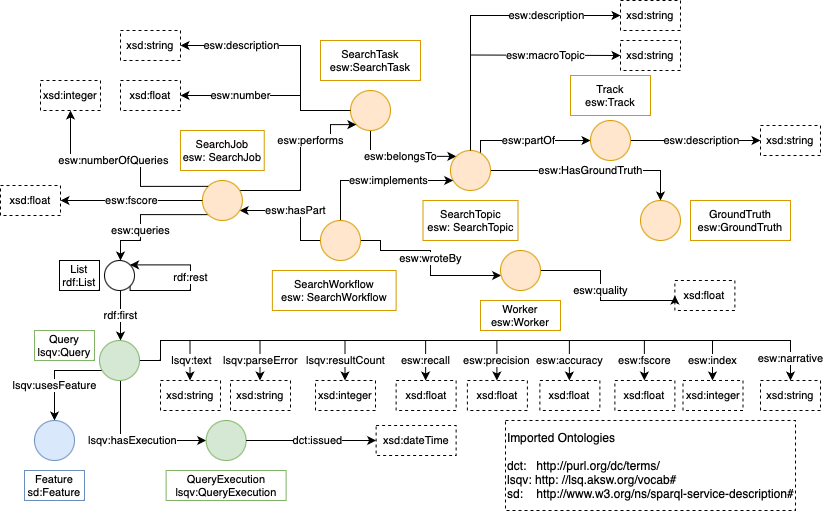 esw:description
xsd:string
xsd:string
esw:description
SearchTask
esw:SearchTask
esw:macroTopic
xsd:string
xsd:integer
xsd:float
esw:number
Track
esw:Track
SearchJob
esw: SearchJob
esw:performs
esw:partOf
esw:description
xsd:string
esw:numberOfQueries
esw:belongsTo
esw:implements
esw:HasGroundTruth
xsd:float
esw:fscore
esw:hasPart
SearchTopic
esw: SearchTopic
GroundTruth
esw:GroundTruth
esw:queries
esw:wroteBy
List
rdf:List
rdf:rest
SearchWorkflow
esw: SearchWorkflow
esw:quality
xsd:float
rdf:first
Worker
esw:Worker
Query
lsqv:Query
lsqv:text
lsqv:parseError
lsqv:resultCount
esw:recall
esw:precision
esw:accuracy
esw:fscore
esw:index
esw:narrative
lsqv:usesFeature
xsd:string
xsd:string
xsd:integer
xsd:float
xsd:float
xsd:float
xsd:float
xsd:integer
xsd:string
lsqv:hasExecution
dct:issued
xsd:dateTime
Imported Ontologies
Feature
sd:Feature
QueryExecution
lsqv:QueryExecution
dct: http://purl.org/dc/terms/
lsqv: http: //lsq.aksw.org/vocab#
sd: http://www.w3.org/ns/sparql-service-description#